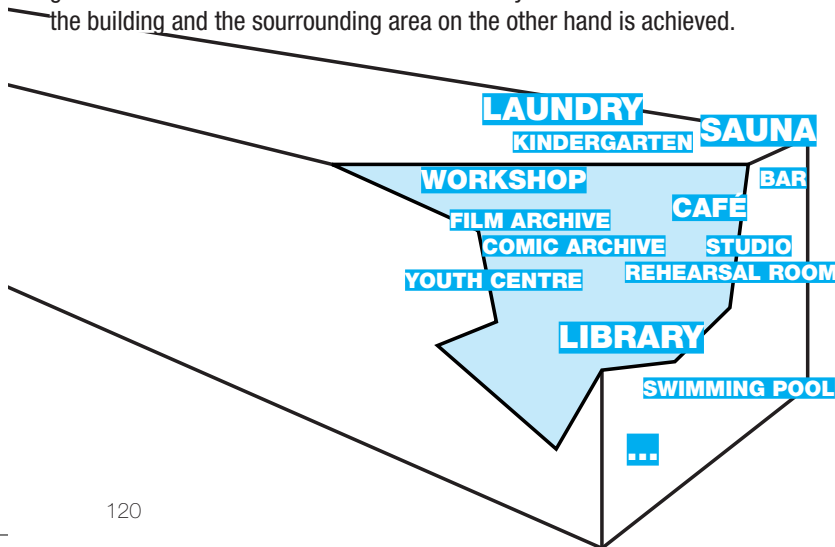 the building and the sourrounding area on the other hand is achieved.
LAUNDRY
SAUNA
KINDERGARTEN
WORKSHOP
BAR
CAFÉ
FILM ARCHIVE
COMIC ARCHIVE
STUDIO
YOUTH CENTRE
REHEARSAL ROOM
LIBRARY
SWIMMING POOL
...
120